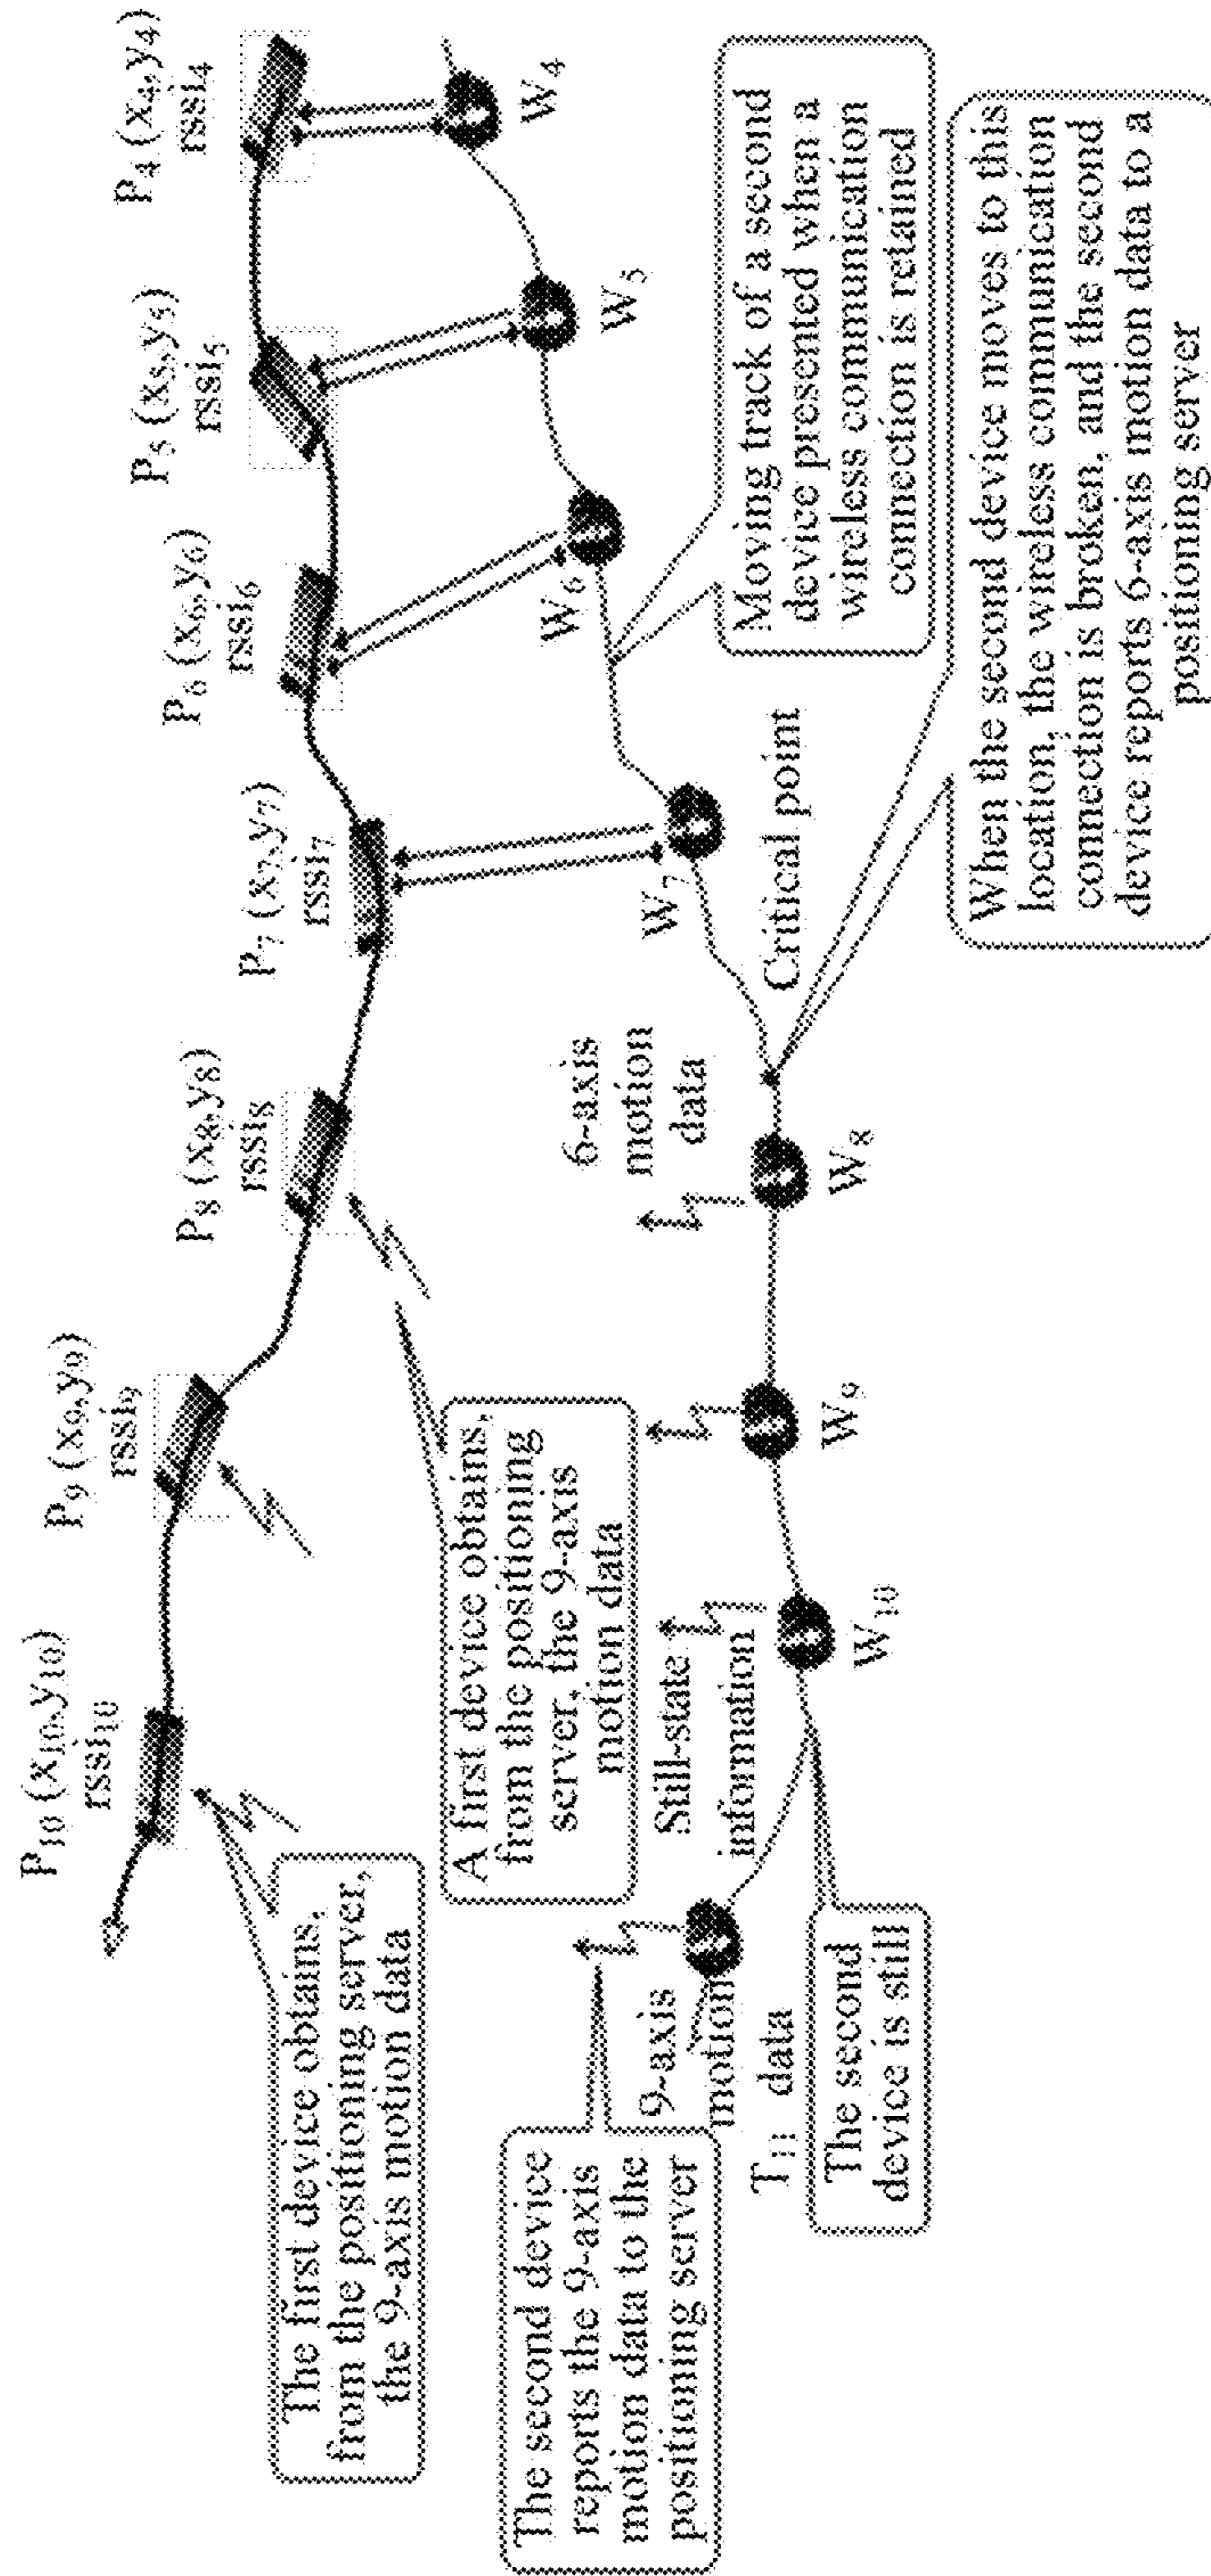 P₁₀ (x₁₀,y₁₀)
rssi₁₀
P₉ (x₉,y₉)
rssi₉
P₈ (x₈,y₈)
rssi₈
P₇ (x₇,y₇)
rssi₇
P₆ (x₆,y₆)
rssi₆
P₅ (x₅,y₅)
rssi₅
P₄ (x₄,y₄)
rssi₄
The first device obtains,
from the positioning server,
the 9-axis motion data
A first device obtains,
from the positioning
server, the 9-axis
motion data
The second device
reports the 9-axis
motion data to the
positioning server
9-axis
motion
data
T₁₁
Still-state
information
The second
device is still
W₁₀
W₉
6-axis
motion
data
W₈
Critical point
W₇
W₆
W₅
W₄
Moving track of a second
device presented when a
wireless communication
connection is retained
When the second device moves to this
location, the wireless communication
connection is broken, and the second
device reports 6-axis motion data to a
positioning server